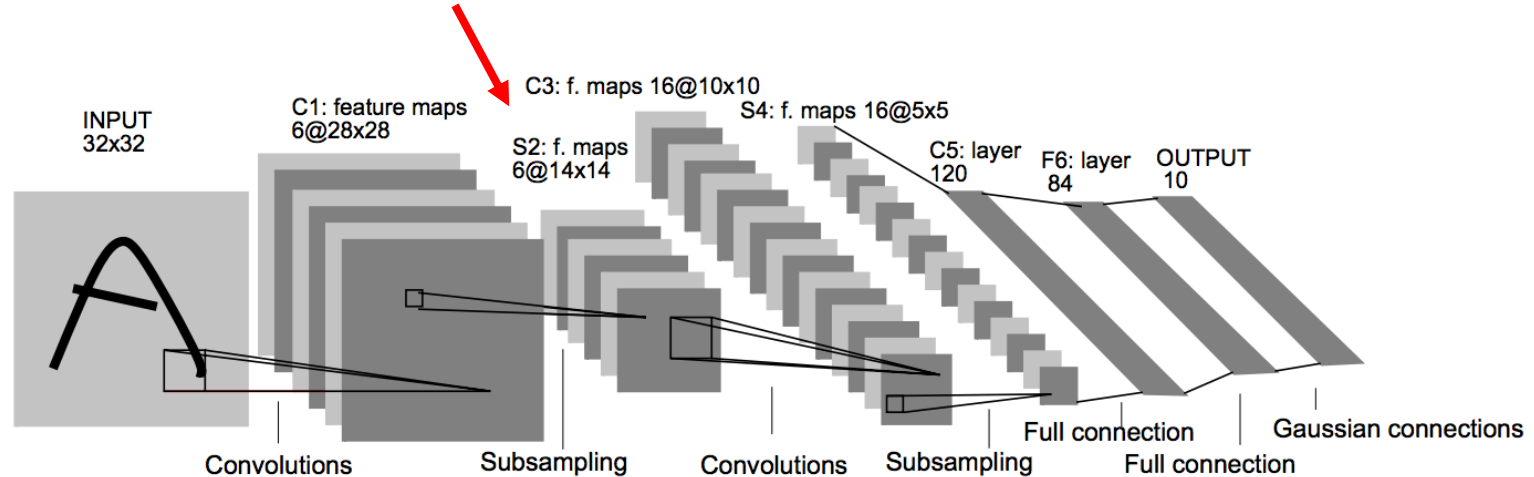 INPUT
32x32
C1: feature maps
6@28x28
S2: f. maps
6@14x14
C3: f. maps 16@10x10
S4: f. maps 16@5x5
C5: layer
120
F6: layer
84
OUTPUT
10
Convolutions
Subsampling
Convolutions
Subsampling
Full connection
Full connection
Gaussian connections